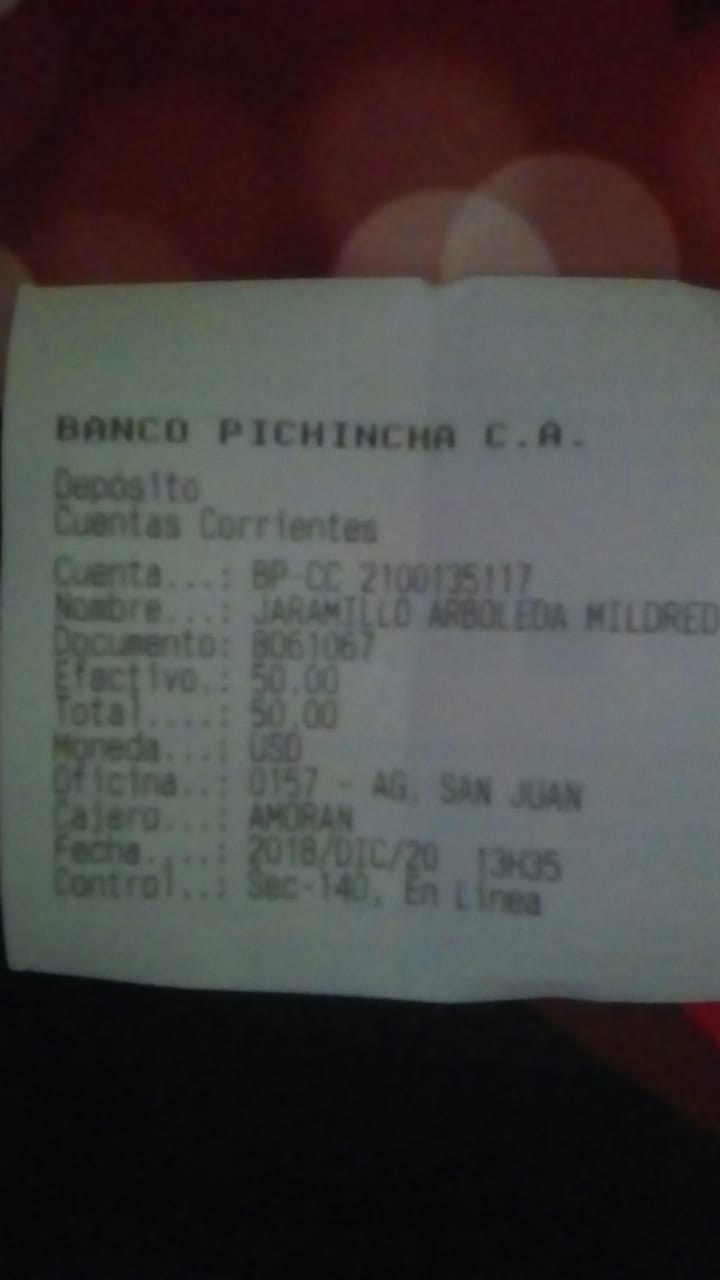 BANCO PICHINCHA C.A.
Depósito
Cuentas Corrientes
Cuenta...: BP-CC 2100135117
Nombre...: JARAMILLO ARBOLEDA MILDRED
Documento: 8061067
Efectivo.: 50.00
Total....: 50.00
Moneda...: USD
Oficina..: 0157 - AG. SAN JUAN
Cajero...: AMORAN
Fecha....: 2018/DIC/20 13H35
Control..: Sec-140, En Línea